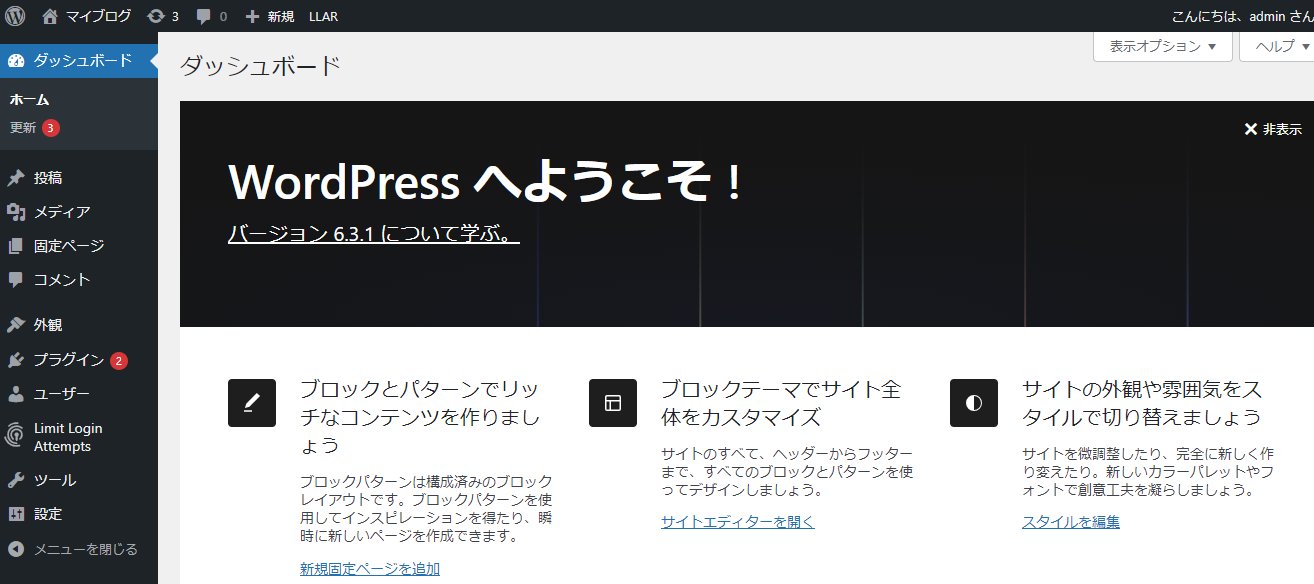 マイブログ 3 0 新規 LLAR こんにちは、admin さん
ダッシュボード
ホーム
更新 3
投稿
メディア
固定ページ
コメント
外観
プラグイン 2
ユーザー
Limit Login
Attempts
ツール
設定
メニューを閉じる
表示オプション ヘルプ
ダッシュボード
非表示
WordPress へようこそ !
バージョン 6.3.1 について学ぶ。
ブロックとパターンでリッ
チなコンテンツを作りまし
ょう
ブロックパターンは構成済みのブロック
レイアウトです。ブロックパターンを使
用してインスピレーションを得たり、瞬
時に新しいページを作成できます。
新規固定ページを追加
ブロックテーマでサイト全
体をカスタマイズ
サイトのすべて、ヘッダーからフッター
まで、すべてのブロックとパターンを使
ってデザインしましょう。
サイトエディターを開く
サイトの外観や雰囲気をス
タイルで切り替えましょう
サイトを微調整したり、完全に新しく作
り変えたり。新しいカラーパレットやフ
ォントで創意工夫を凝らしましょう。
スタイルを編集